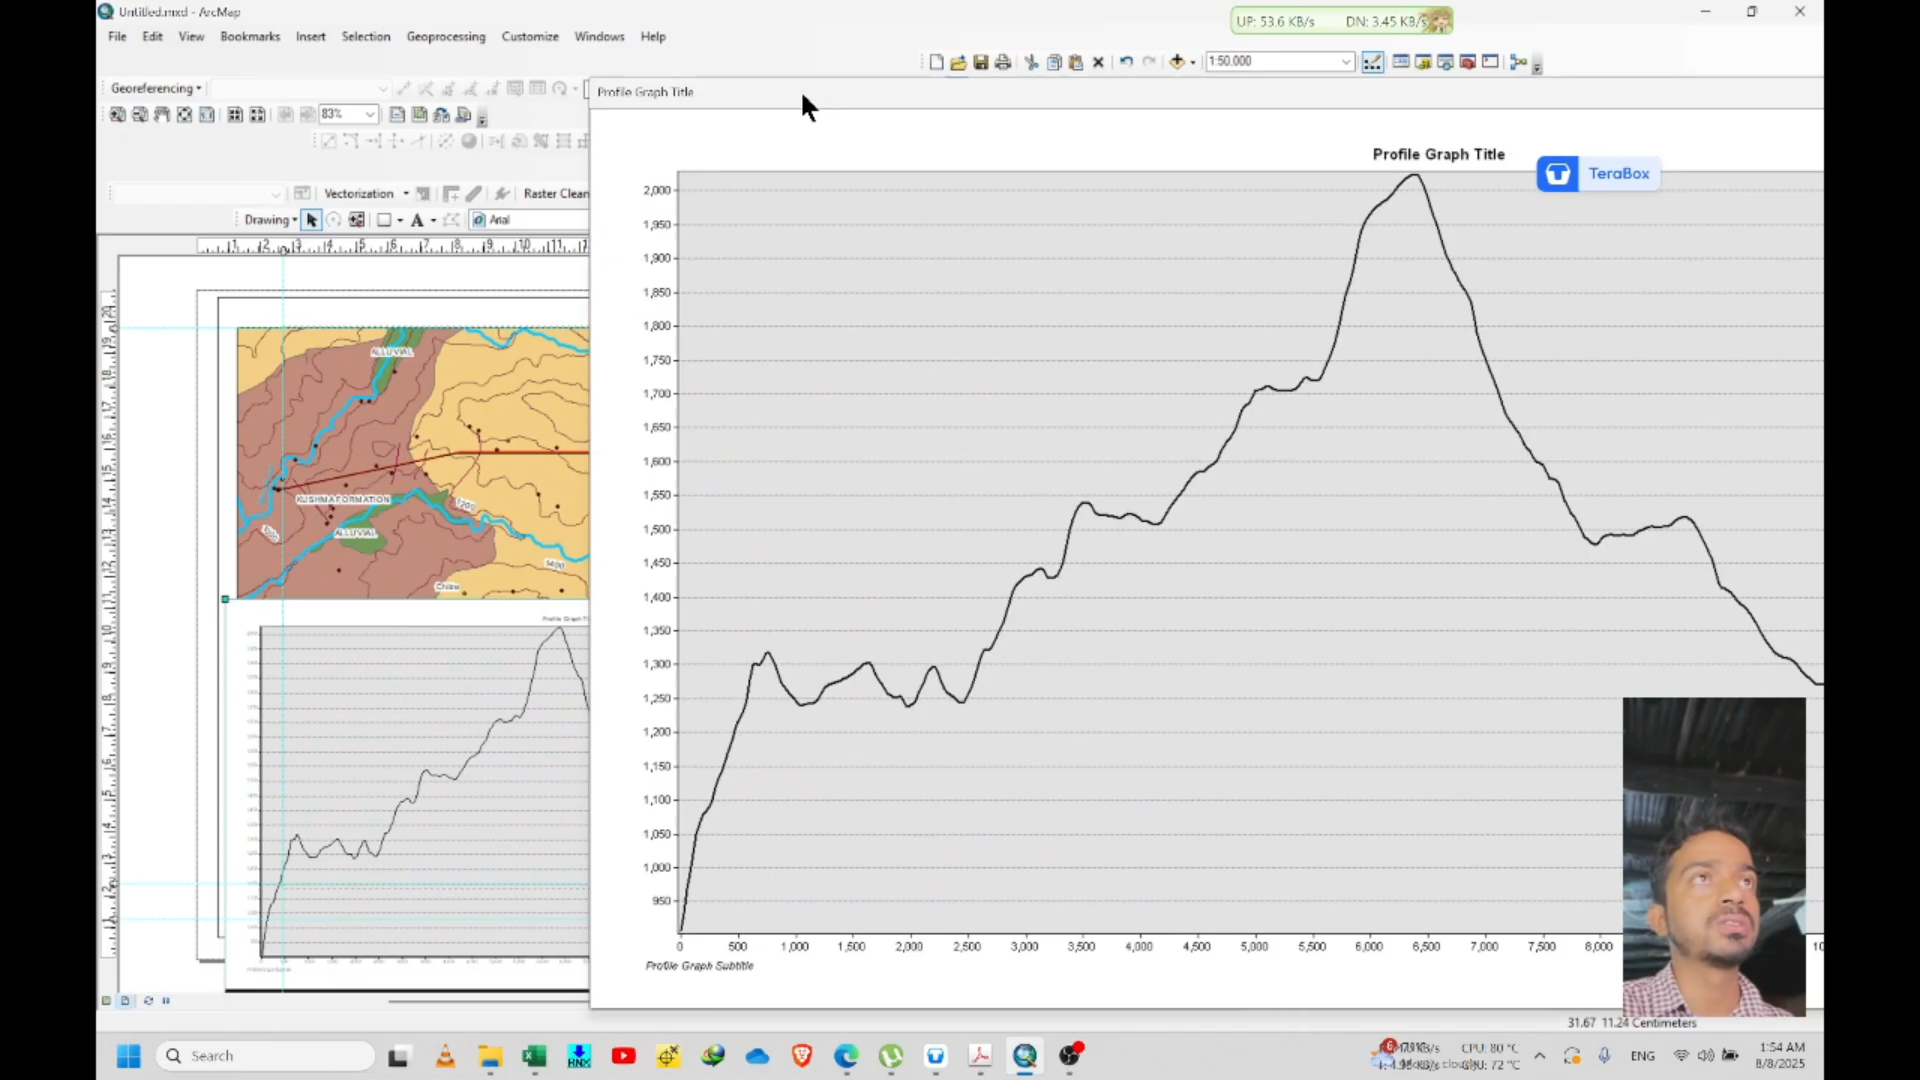 Untitled.mxd - ArcMap
UP: 53.6 KB/s DN: 3.45 KB/s
File Edit View Bookmarks Insert Selection Geoprocessing Customize Windows Help
1:50.000
Georeferencing
Profile Graph Title
83%
Vectorization Raster Clean
Drawing A Arial
Profile Graph Title
TeraBox
2,000
1,950
1,900
1,850
1,800
1,750
1,700
1,650
1,600
1,550
1,500
1,450
1,400
1,350
1,300
1,250
1,200
1,150
1,100
1,050
1,000
950
0 500 1,000 1,500 2,000 2,500 3,000 3,500 4,000 4,500 5,000 5,500 6,000 6,500 7,000 7,500 8,000 10
Profile Graph Subtitle
ALLUVIAL
KUSHMA FORMATION
1200
ALLUVIAL
1400
Chitre
31.67 11.24 Centimeters
Search
RNX
CPU: 80 °C
GPU: 72 °C
ENG
1:54 AM
8/8/2025